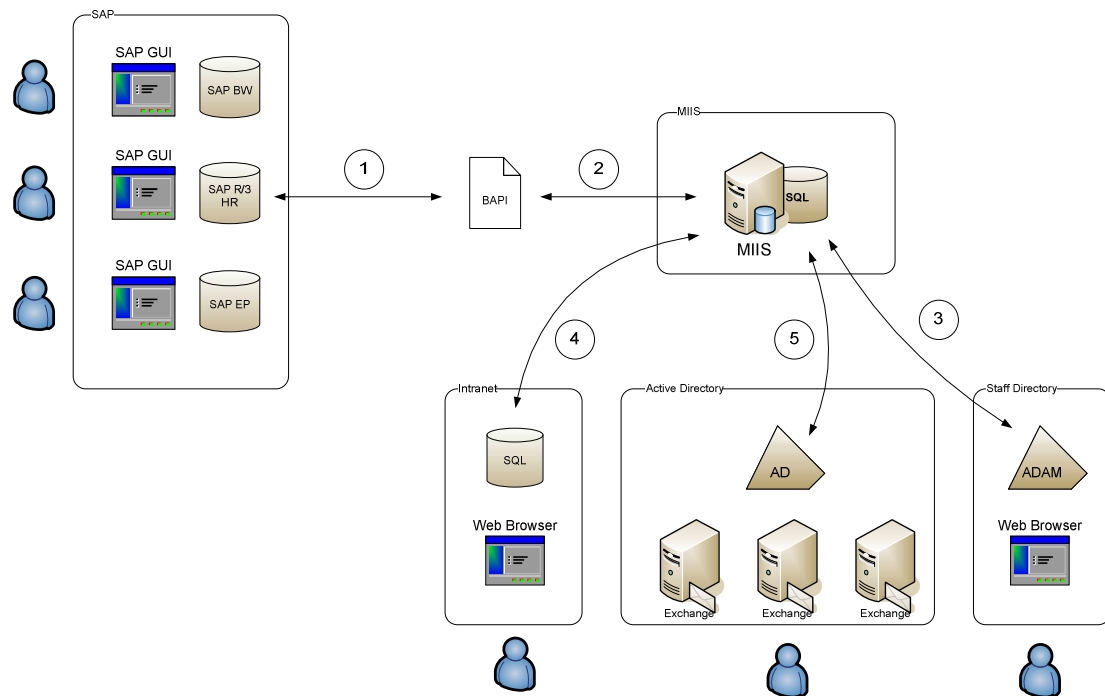 SAP
SAP GUI
SAP BW
SAP GUI
SAP R/3
HR
SAP GUI
SAP EP
1
BAPI
2
MIIS
SQL
MIIS
4
5
3
Intranet
SQL
Web Browser
Active Directory
AD
Exchange
Exchange
Exchange
Staff Directory
ADAM
Web Browser